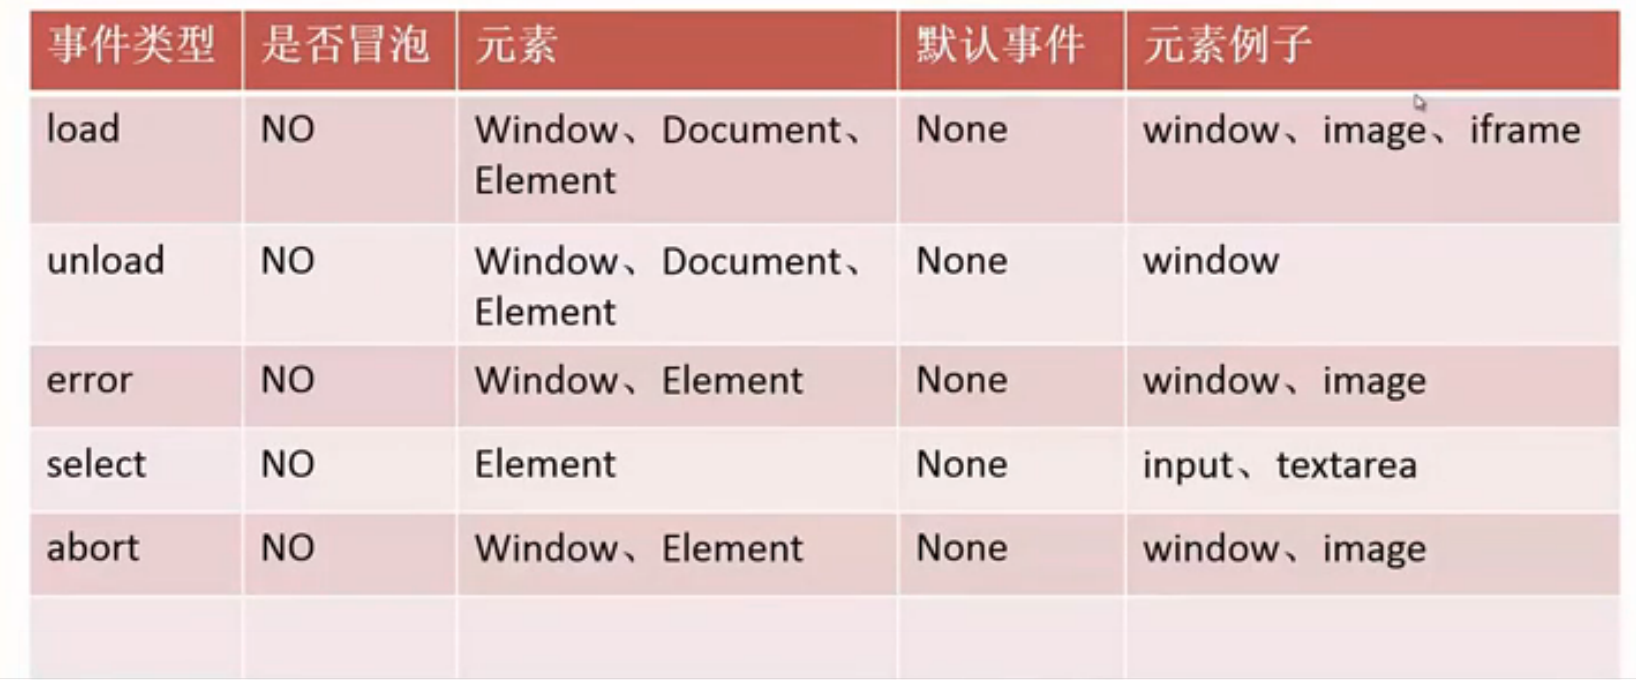 事件类型 是否冒泡 元素 默认事件 元素例子
load NO Window、Document、 None window、image、iframe
Element
unload NO Window、Document、 None window
Element
error NO Window、Element None window、image
select NO Element None input、textarea
abort NO Window、Element None window、image